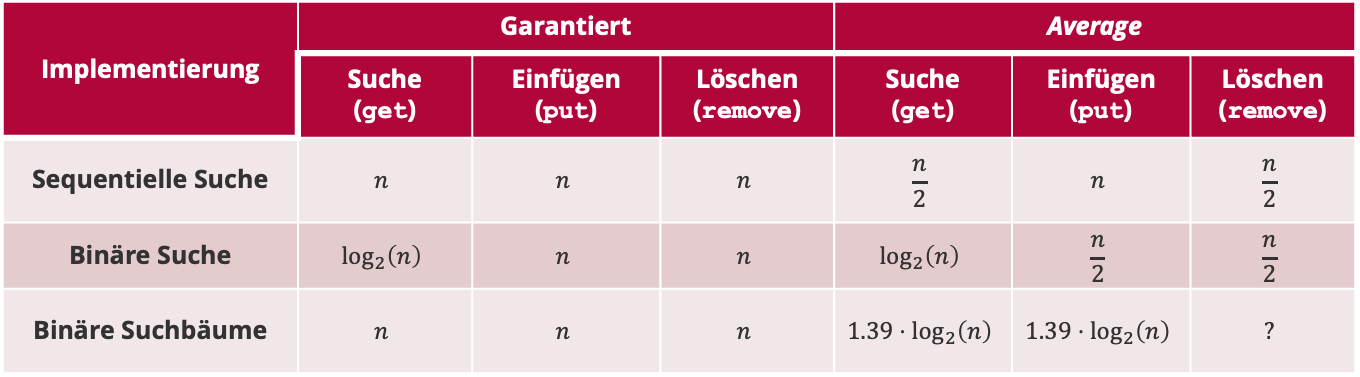 Implementierung
Garantiert
Average
Suche
(get)
Einfügen
(put)
Löschen
(remove)
Suche
(get)
Einfügen
(put)
Löschen
(remove)
Sequentielle Suche n n n n/2 n n/2
Binäre Suche log₂(n) n n log₂(n) n/2 n/2
Binäre Suchbäume n n n 1.39 · log₂(n) 1.39 · log₂(n) ?